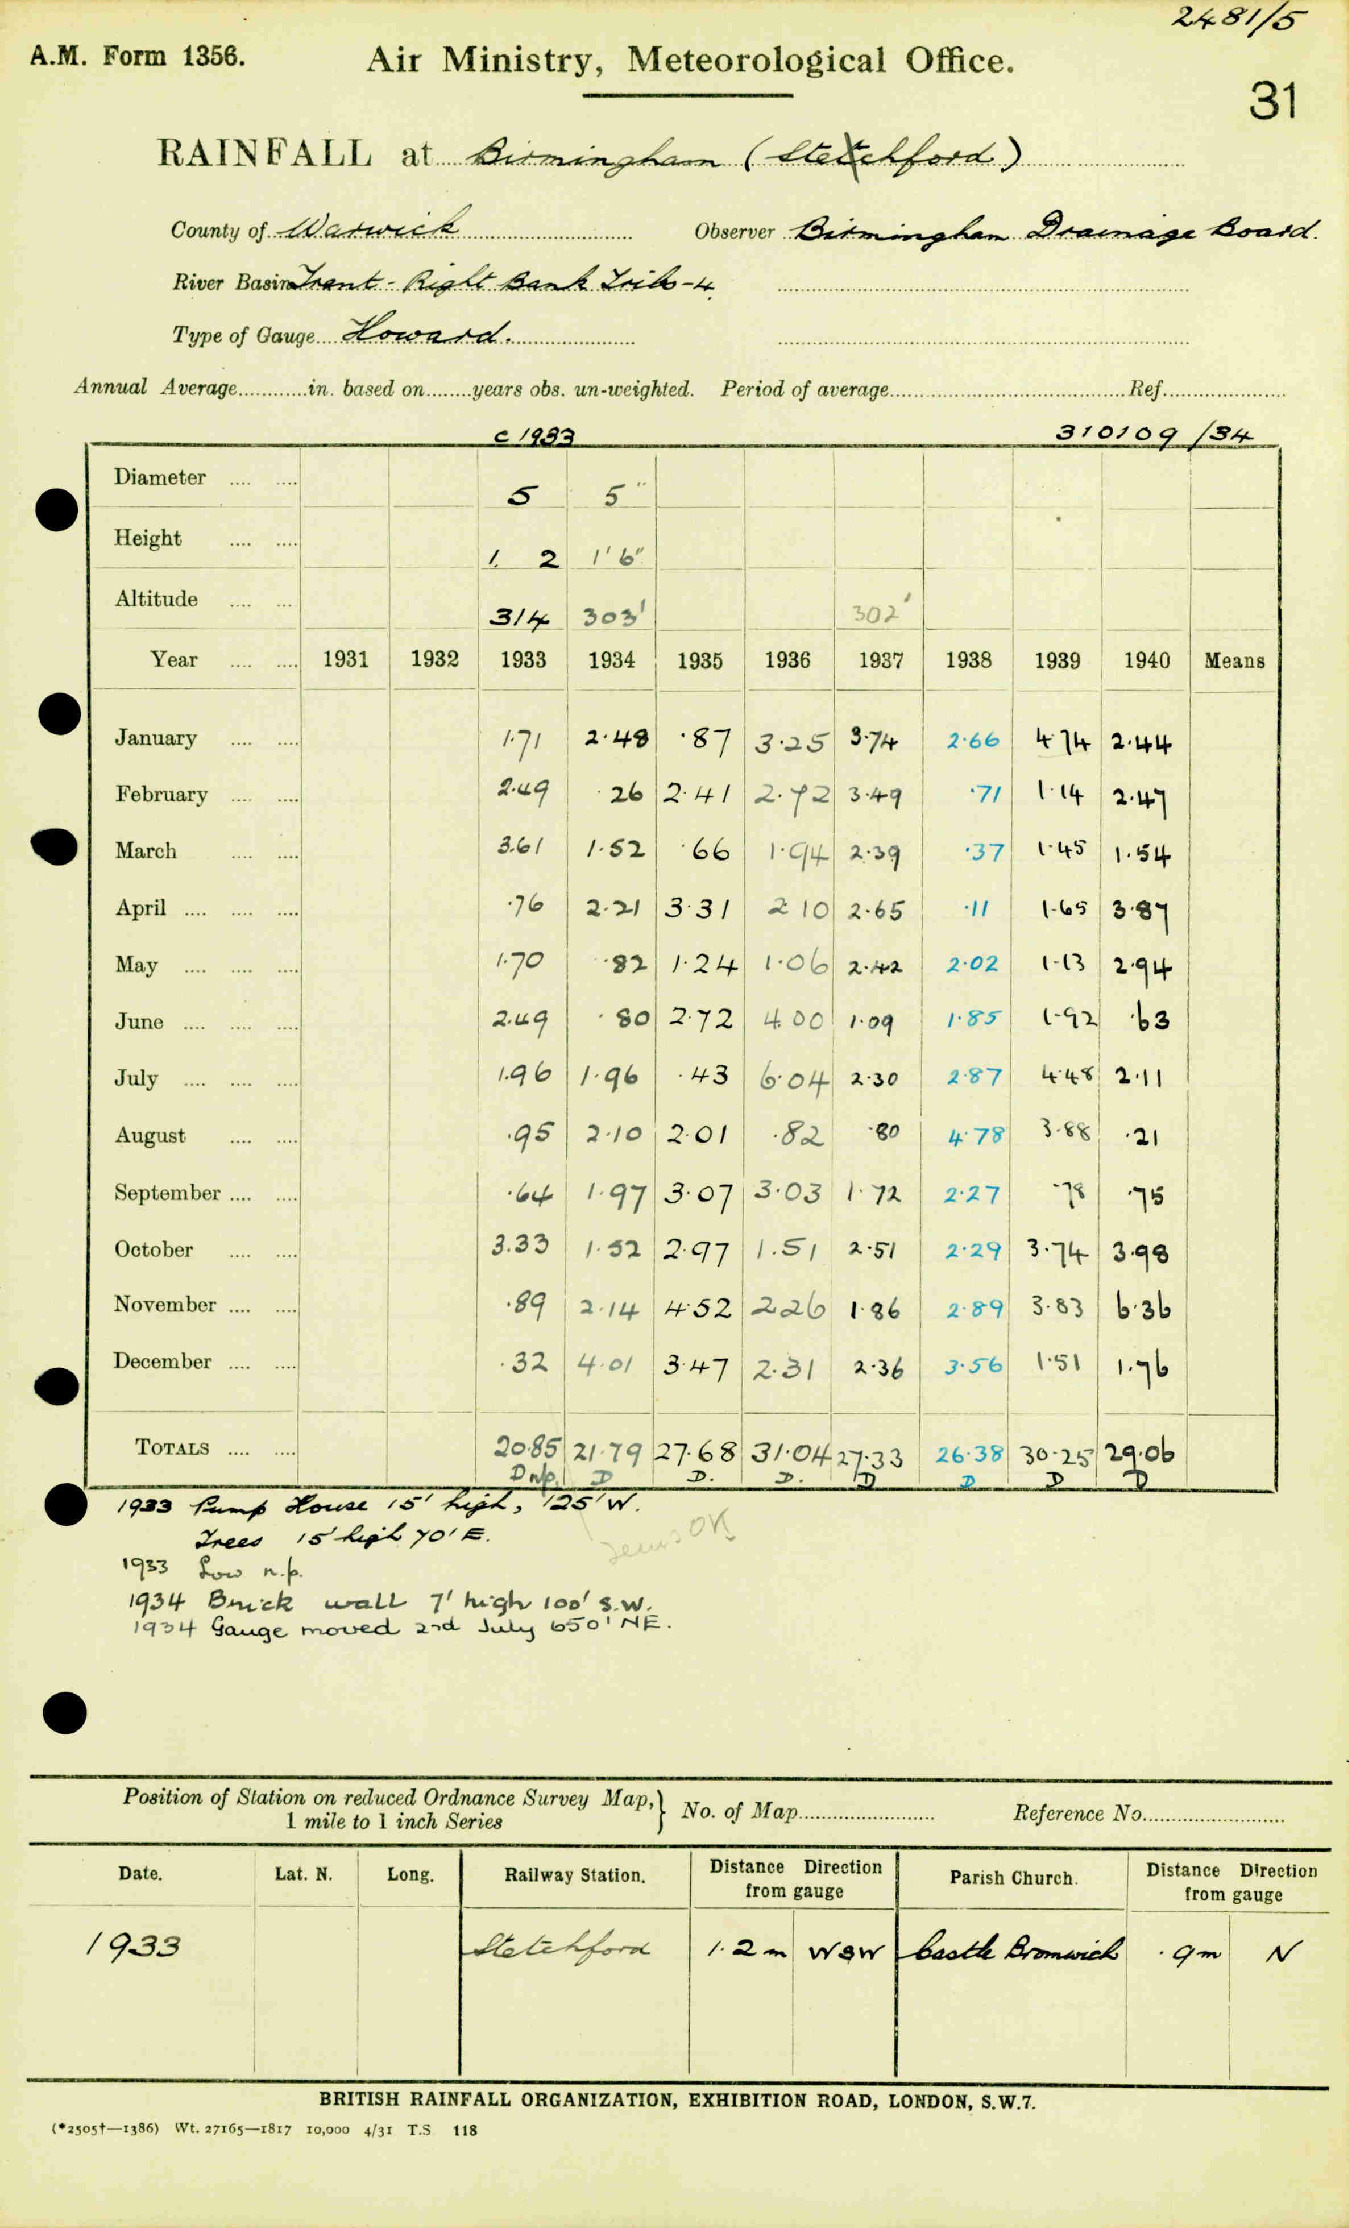 2481/5
A.M. Form 1356. Air Ministry, Meteorological Office.
31
RAINFALL at Birmingham (Stetchford)
County of Warwick Observer Birmingham Drainage Board.
River Basin Trent - Right Bank Tribs - 4
Type of Gauge Howard.
Annual Average in. based on years obs. un-weighted. Period of average Ref.
c 1933 310109 /34
Diameter 5 5"
Height 1. 2 1'6"
Altitude 314 303' 302'
Year 1931 1932 1933 1934 1935 1936 1937 1938 1939 1940 Means
January 1.71 2.48 .87 3.25 3.74 2.66 4.74 2.44
February 2.49 .26 2.41 2.72 3.49 .71 1.14 2.47
March 3.61 1.52 .66 1.94 2.39 .37 1.45 1.54
April .76 2.21 3.31 2.10 2.65 .11 1.65 3.87
May 1.70 .82 1.24 1.06 2.42 2.02 1.13 2.94
June 2.49 .80 2.72 4.00 1.09 1.85 1.92 .63
July 1.96 1.96 .43 6.04 2.30 2.87 4.48 2.11
August .95 2.10 2.01 .82 .80 4.78 3.88 .21
September .64 1.97 3.07 3.03 1.72 2.27 .78 .75
October 3.33 1.52 2.97 1.51 2.51 2.29 3.74 3.98
November .89 2.14 4.52 2.26 1.86 2.89 3.83 6.36
December .32 4.01 3.47 2.31 2.36 3.56 1.51 1.76
TOTALS 20.85 21.79 27.68 31.04 27.33 26.38 30.25 29.06
D n/p. D D. D. D D D D
1933 Pump House 15' high, 125' W.
Trees 15' high 70' E.
1933 Low n.p.
1934 Brick wall 7' high 100' S.W.
1934 Gauge moved 2nd July 650' NE.
Position of Station on reduced Ordnance Survey Map, 1 mile to 1 inch Series } No. of Map Reference No.
Date. Lat. N. Long. Railway Station. Distance Direction from gauge Parish Church. Distance Direction from gauge
1933 Stetchford 1.2 m WSW Castle Bromwich .9m N
BRITISH RAINFALL ORGANIZATION, EXHIBITION ROAD, LONDON, S.W.7.
(*2505†—1386) Wt. 27165—1817 10,000 4/31 T.S 118